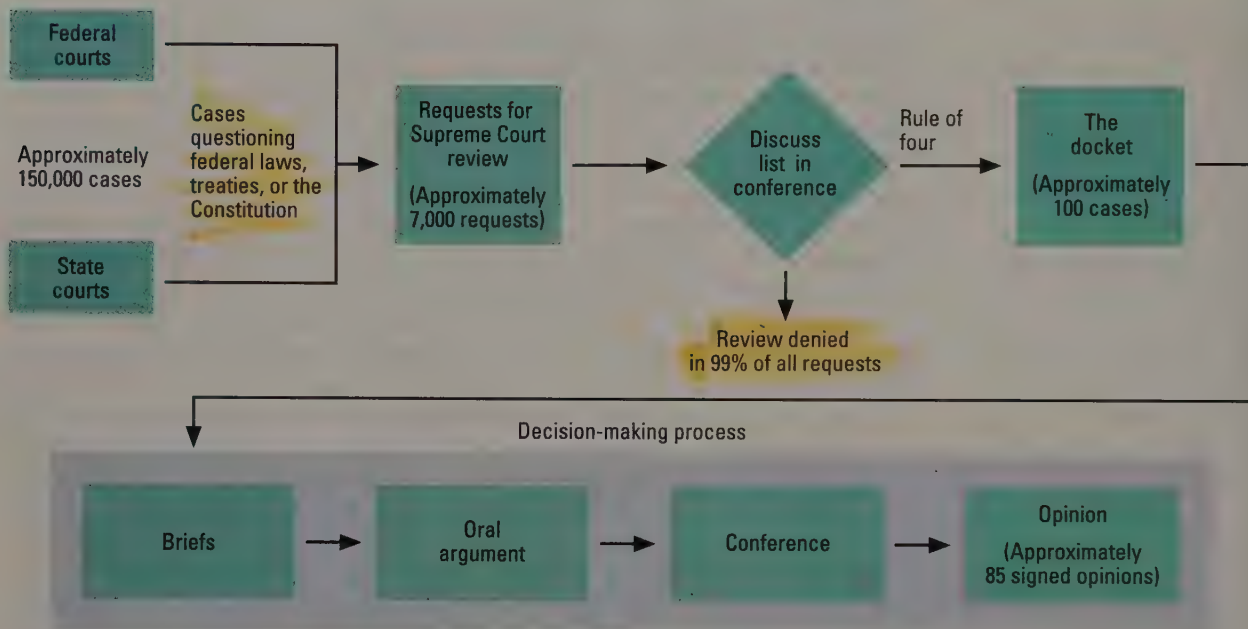 Federal
courts
Approximately
150,000 cases
State
courts
Cases
questioning
federal laws,
treaties, or the
Constitution
Requests for
Supreme Court
review
(Approximately
7,000 requests)
Discuss
list in
conference
Rule of
four
The
docket
(Approximately
100 cases)
Review denied
in 99% of all requests
Decision-making process
Briefs
Oral
argument
Conference
Opinion
(Approximately
85 signed opinions)